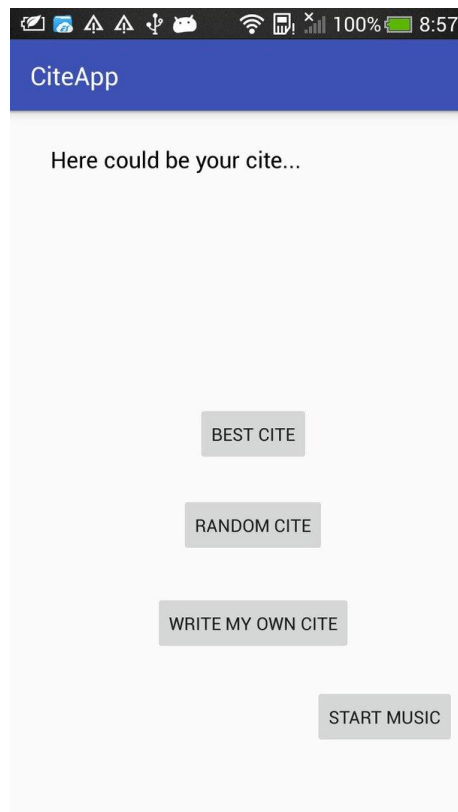 100% 8:57
CiteApp
Here could be your cite...
BEST CITE
RANDOM CITE
WRITE MY OWN CITE
START MUSIC